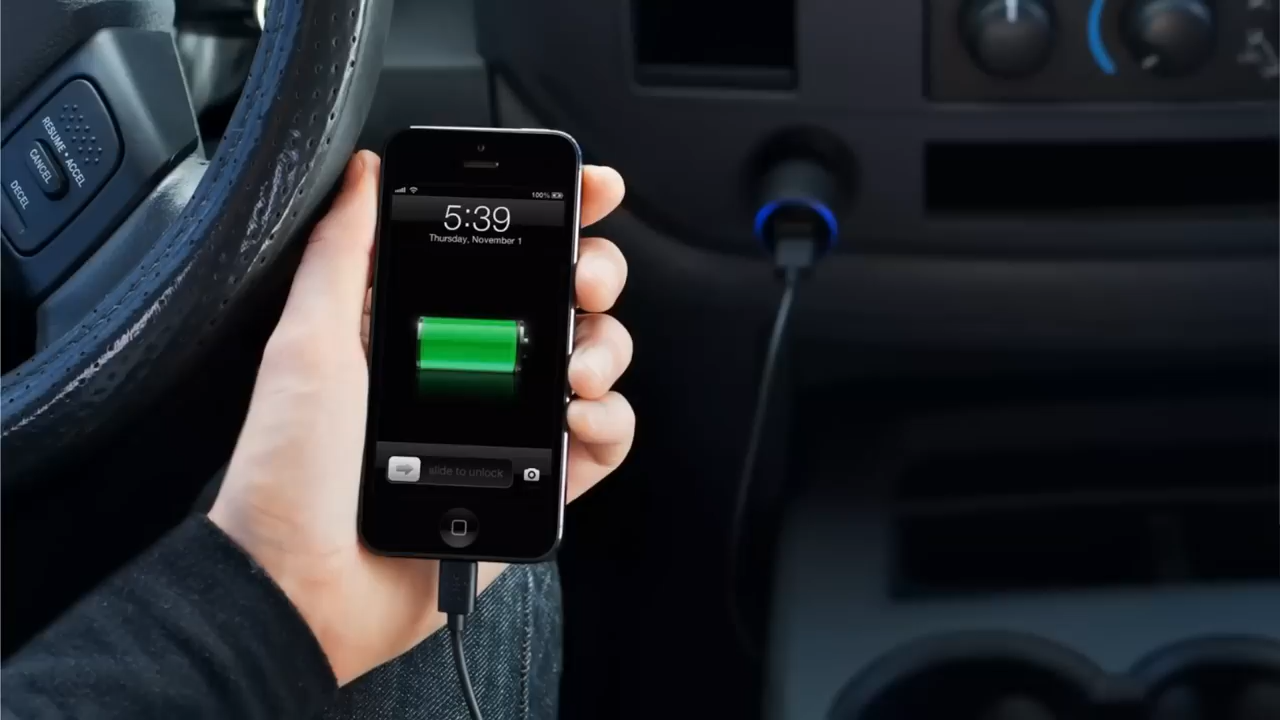 RESUME • ACCEL
CANCEL
DECEL
100%
5:39
Thursday, November 1
slide to unlock